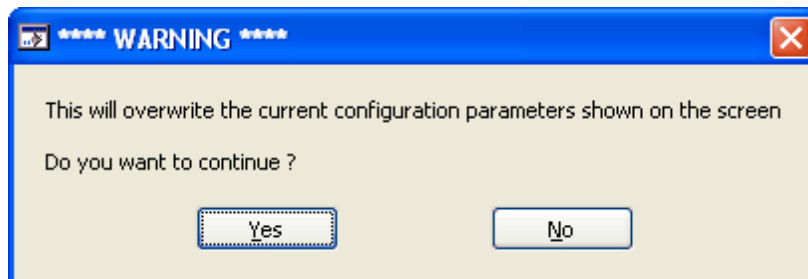 **** WARNING ****
This will overwrite the current configuration parameters shown on the screen
Do you want to continue ?
Yes No